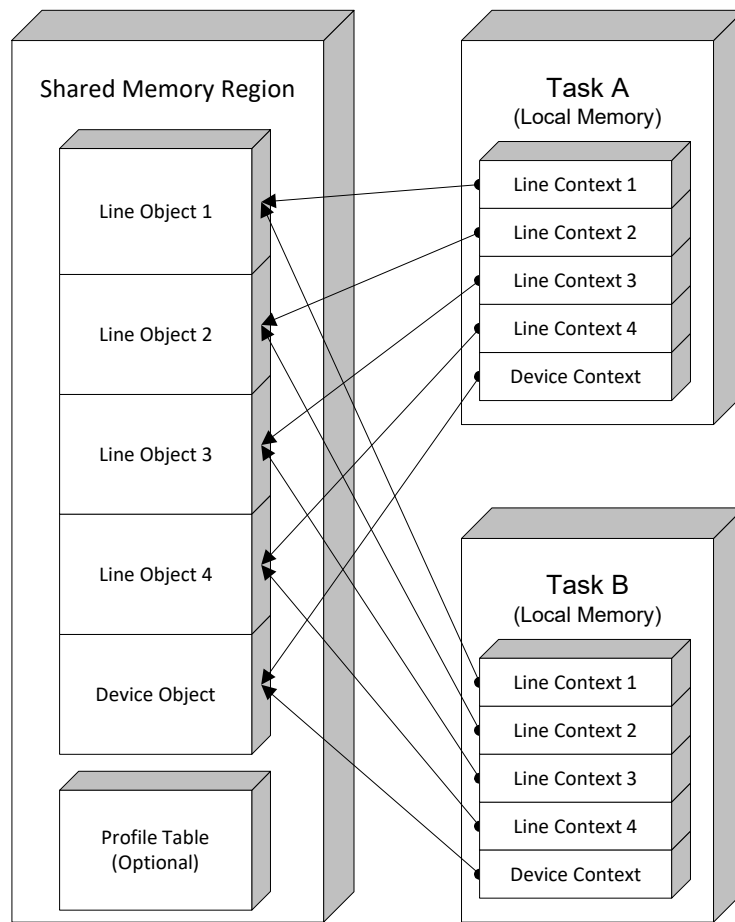 Shared Memory Region
Line Object 1
Line Object 2
Line Object 3
Line Object 4
Device Object
Profile Table
(Optional)
Task A
(Local Memory)
Line Context 1
Line Context 2
Line Context 3
Line Context 4
Device Context
Task B
(Local Memory)
Line Context 1
Line Context 2
Line Context 3
Line Context 4
Device Context